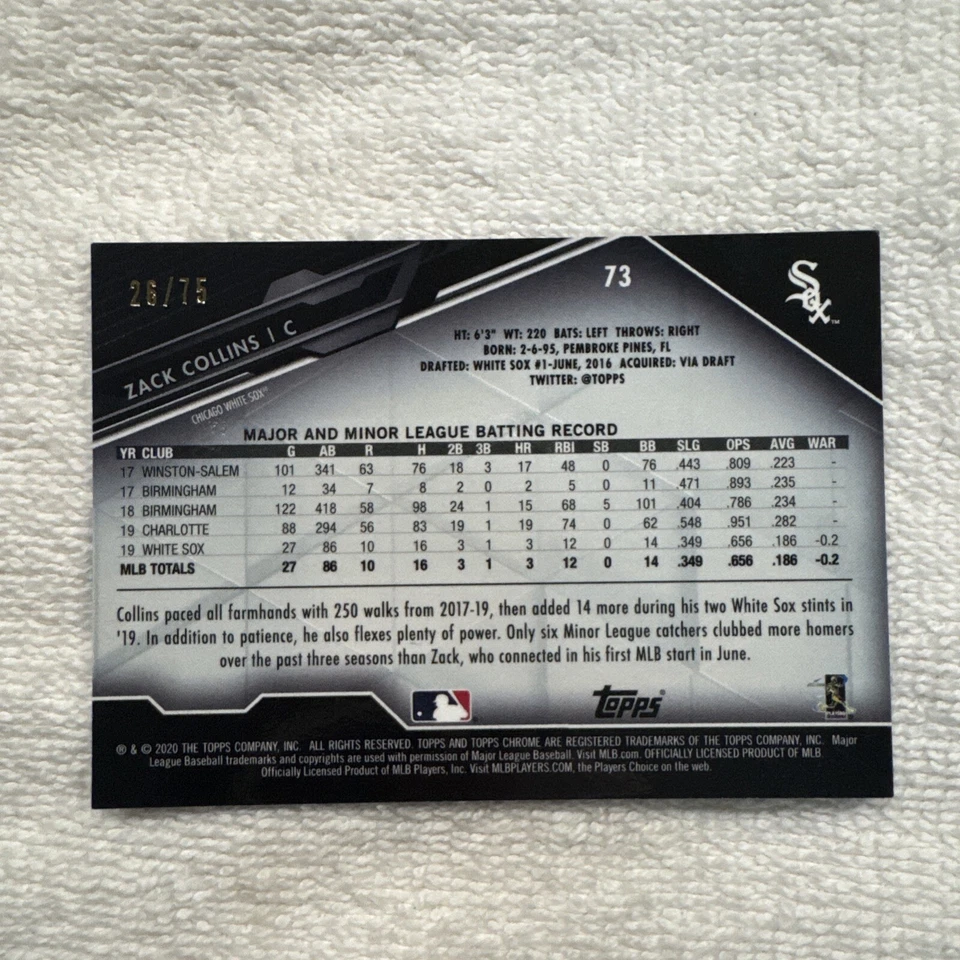 26/75
73
Sox™
ZACK COLLINS | C
CHICAGO WHITE SOX™
HT: 6'3" WT: 220 BATS: LEFT THROWS: RIGHT
BORN: 2-6-95, PEMBROKE PINES, FL
DRAFTED: WHITE SOX #1-JUNE, 2016 ACQUIRED: VIA DRAFT
TWITTER: @TOPPS
MAJOR AND MINOR LEAGUE BATTING RECORD
YR CLUB G AB R H 2B 3B HR RBI SB BB SLG OPS AVG WAR
17 WINSTON-SALEM 101 341 63 76 18 3 17 48 0 76 .443 .809 .223 -
17 BIRMINGHAM 12 34 7 8 2 0 2 5 0 11 .471 .893 .235 -
18 BIRMINGHAM 122 418 58 98 24 1 15 68 5 101 .404 .786 .234 -
19 CHARLOTTE 88 294 56 83 19 1 19 74 0 62 .548 .951 .282 -
19 WHITE SOX 27 86 10 16 3 1 3 12 0 14 .349 .656 .186 -0.2
MLB TOTALS 27 86 10 16 3 1 3 12 0 14 .349 .656 .186 -0.2
Collins paced all farmhands with 250 walks from 2017-19, then added 14 more during his two White Sox stints in
'19. In addition to patience, he also flexes plenty of power. Only six Minor League catchers clubbed more homers
over the past three seasons than Zack, who connected in his first MLB start in June.
Topps®
® & © 2020 THE TOPPS COMPANY, INC. ALL RIGHTS RESERVED. TOPPS AND TOPPS CHROME ARE REGISTERED TRADEMARKS OF THE TOPPS COMPANY, INC. Major
League Baseball trademarks and copyrights are used with permission of Major League Baseball. Visit MLB.com. OFFICIALLY LICENSED PRODUCT OF MLB
Officially Licensed Product of MLB Players, Inc. Visit MLBPLAYERS.COM, the Players Choice on the web.